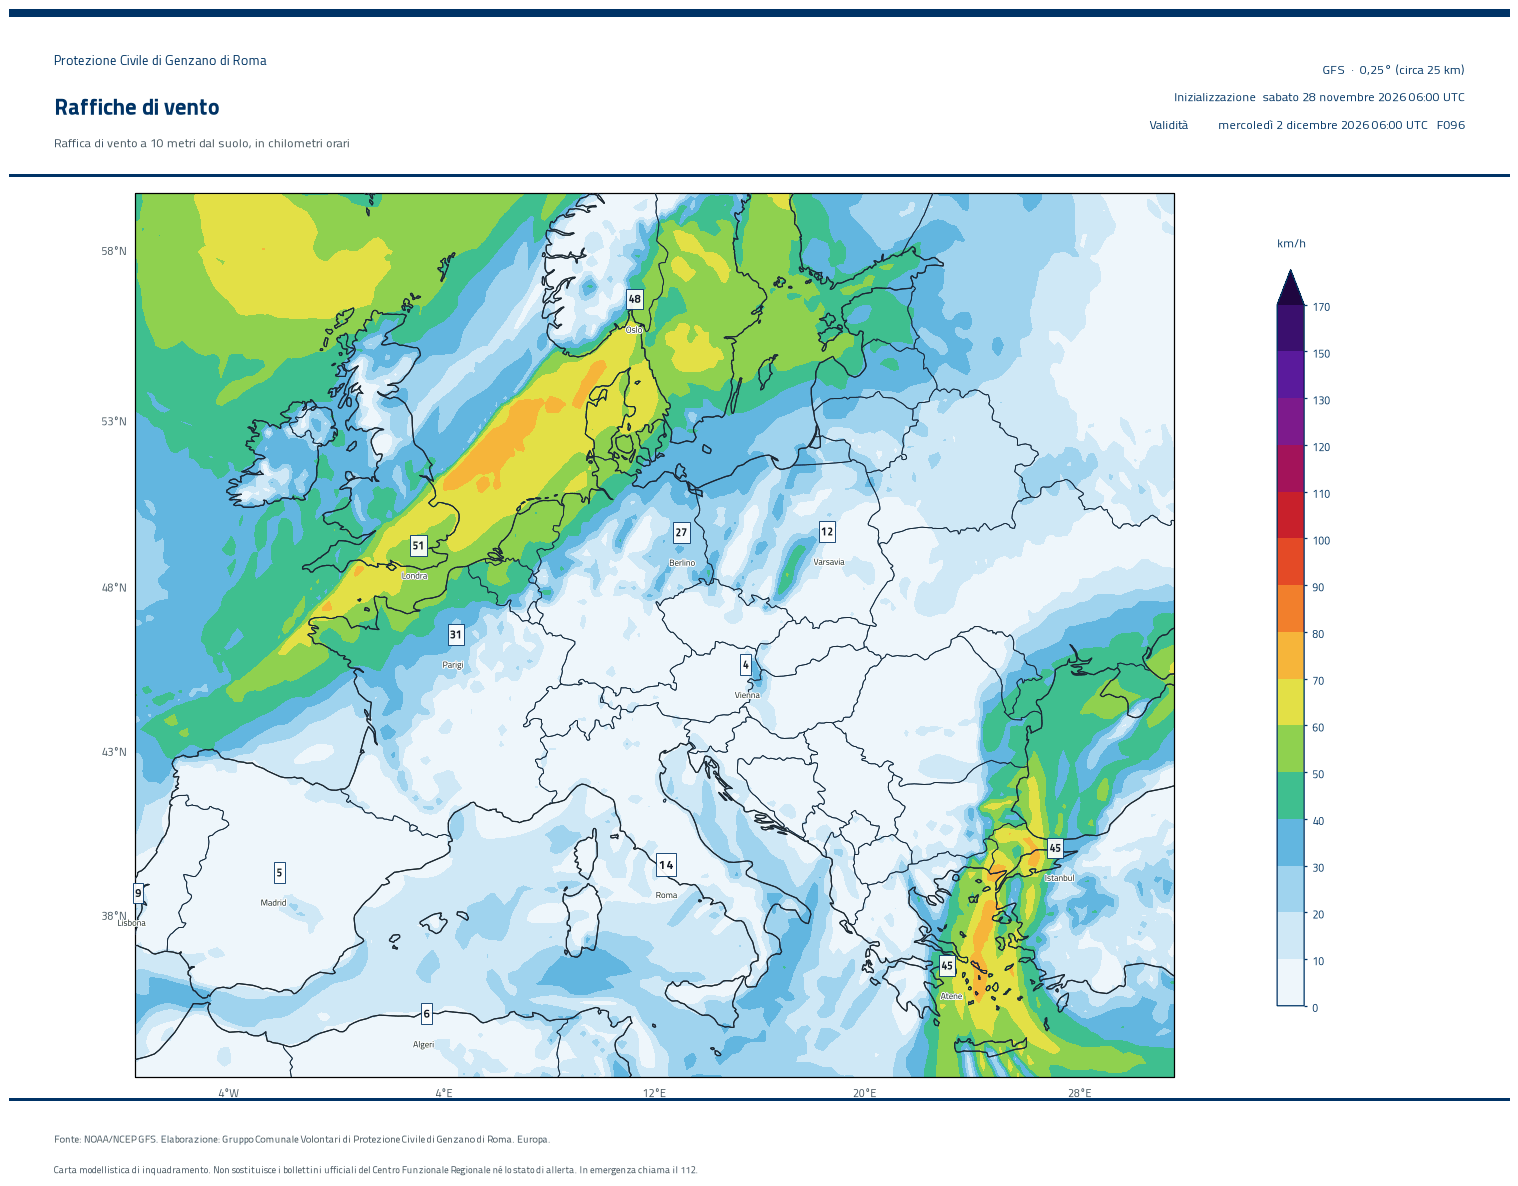 Protezione Civile di Genzano di Roma
Raffiche di vento
Raffica di vento a 10 metri dal suolo, in chilometri orari
GFS · 0,25° (circa 25 km)
Inizializzazione sabato 28 novembre 2026 06:00 UTC
Validità mercoledì 2 dicembre 2026 06:00 UTC F096
km/h
170
150
130
120
110
100
90
80
70
60
50
40
30
20
10
0
58°N
53°N
48°N
43°N
38°N
4°W
4°E
12°E
20°E
28°E
48
Oslo
51
Londra
27
Berlino
12
Varsavia
31
Parigi
4
Vienna
5
Madrid
9
Lisbona
14
Roma
45
Istanbul
45
Atene
6
Algeri
Fonte: NOAA/NCEP GFS. Elaborazione: Gruppo Comunale Volontari di Protezione Civile di Genzano di Roma. Europa.
Carta modellistica di inquadramento. Non sostituisce i bollettini ufficiali del Centro Funzionale Regionale né lo stato di allerta. In emergenza chiama il 112.